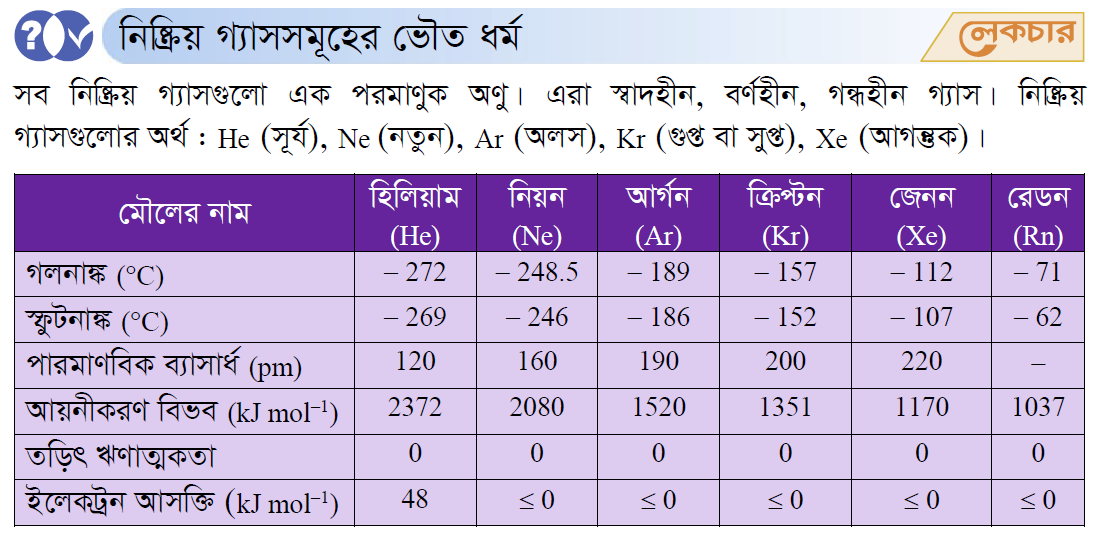 নিষ্ক্রিয় গ্যাসসমূহের ভৌত ধর্ম
লেকচার
সব নিষ্ক্রিয় গ্যাসগুলো এক পরমাণুক অণু। এরা স্বাদহীন, বর্ণহীন, গন্ধহীন গ্যাস। নিষ্ক্রিয়
গ্যাসগুলোর অর্থ : He (সূর্য), Ne (নতুন), Ar (অলস), Kr (গুপ্ত বা সুপ্ত), Xe (আগন্তুক)।
মৌলের নাম হিলিয়াম (He) নিয়ন (Ne) আর্গন (Ar) ক্রিপ্টন (Kr) জেনন (Xe) রেডন (Rn)
গলনাঙ্ক (°C) – 272 – 248.5 – 189 – 157 – 112 – 71
স্ফুটনাঙ্ক (°C) – 269 – 246 – 186 – 152 – 107 – 62
পারমাণবিক ব্যাসার্ধ (pm) 120 160 190 200 220 –
আয়নীকরণ বিভব (kJ mol⁻¹) 2372 2080 1520 1351 1170 1037
তড়িৎ ঋণাত্মকতা 0 0 0 0 0 0
ইলেকট্রন আসক্তি (kJ mol⁻¹) 48 ≤ 0 ≤ 0 ≤ 0 ≤ 0 ≤ 0